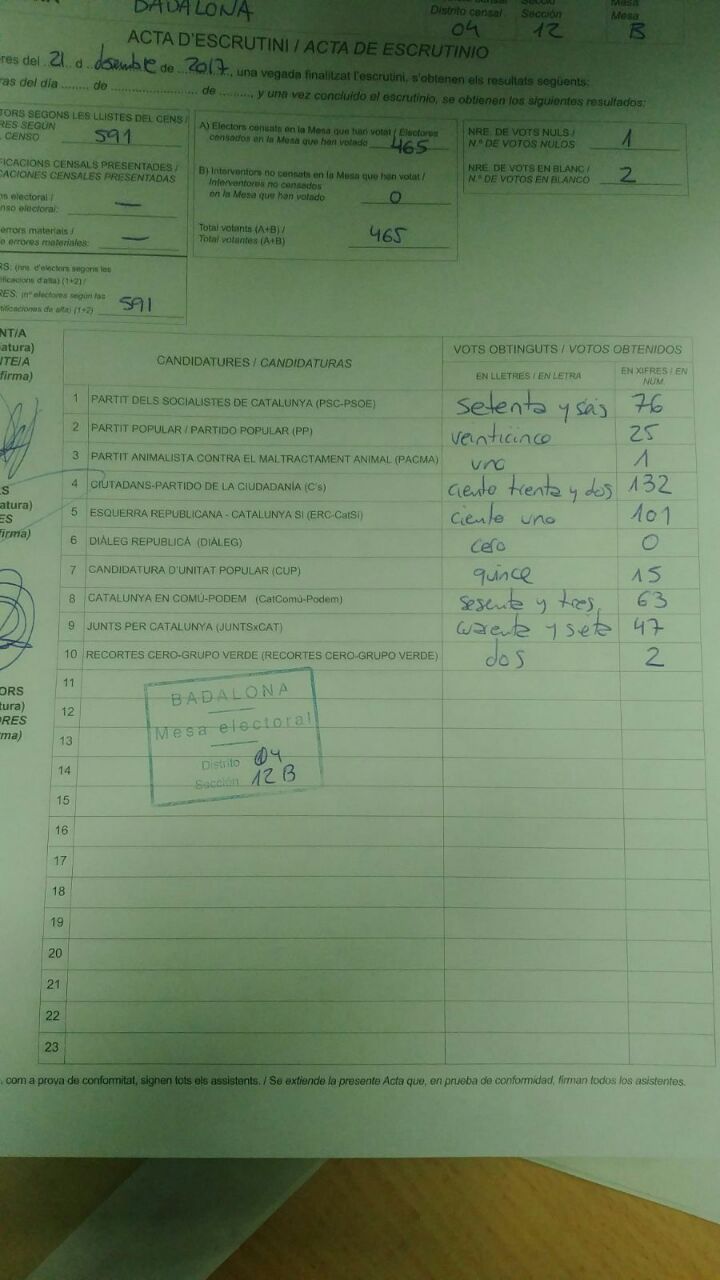 BADALONA
Districte censal Secció Mesa
Distrito censal Sección Mesa
04 12 B
ACTA D'ESCRUTINI / ACTA DE ESCRUTINIO
res del 21 d desembre de 2017, una vegada finalitzat l'escrutini, s'obtenen els resultats següents:
ras del día ........ de ........................ de ........., y una vez concluido el escrutinio, se obtienen los siguientes resultados:
TORS SEGONS LES LLISTES DEL CENS /
RES SEGÚN
CENSO 591
FICACIONS CENSALS PRESENTADES /
CACIONES CENSALES PRESENTADAS
ns electoral /
nso electoral: —
errors materials /
e errores materiales: —
RS: (nre. d'electors segons les
tificacions d'alta) (1+2) /
RES: (nº electores según las
tificaciones de alta) (1+2) 591
A) Electors censats en la Mesa que han votat / Electores
censados en la Mesa que han votado 465
B) Interventors no censats en la Mesa que han votat /
Interventores no censados
en la Mesa que han votado 0
Total votants (A+B) /
Total votantes (A+B) 465
NRE. DE VOTS NULS /
N.º DE VOTOS NULOS 1
NRE. DE VOTS EN BLANC /
N.º DE VOTOS EN BLANCO 2
NT/A
atura)
NTE/A
firma)
S
atura)
ES
firma)
ORS
tura)
ORES
ma)
CANDIDATURES / CANDIDATURAS
VOTS OBTINGUTS / VOTOS OBTENIDOS
EN LLETRES / EN LETRA
EN XIFRES / EN
NÚM.
1 PARTIT DELS SOCIALISTES DE CATALUNYA (PSC-PSOE) setenta y seis 76
2 PARTIT POPULAR / PARTIDO POPULAR (PP) veinticinco 25
3 PARTIT ANIMALISTA CONTRA EL MALTRACTAMENT ANIMAL (PACMA) uno 1
4 CIUTADANS-PARTIDO DE LA CIUDADANÍA (C's) ciento trenta y dos 132
5 ESQUERRA REPUBLICANA - CATALUNYA SÍ (ERC-CatSí) ciento uno 101
6 DIÀLEG REPUBLICÀ (DIÀLEG) cero 0
7 CANDIDATURA D'UNITAT POPULAR (CUP) quince 15
8 CATALUNYA EN COMÚ-PODEM (CatComú-Podem) sesenta y tres 63
9 JUNTS PER CATALUNYA (JUNTSxCAT) cuarenta y siete 47
10 RECORTES CERO-GRUPO VERDE (RECORTES CERO-GRUPO VERDE) dos 2
11
12
13
14
15
16
17
18
19
20
21
22
23
BADALONA
Mesa electoral
Distrito 04
Sección 12 B
, com a prova de conformitat, signen tots els assistents. / Se extiende la presente Acta que, en prueba de conformidad, firman todos los asistentes.